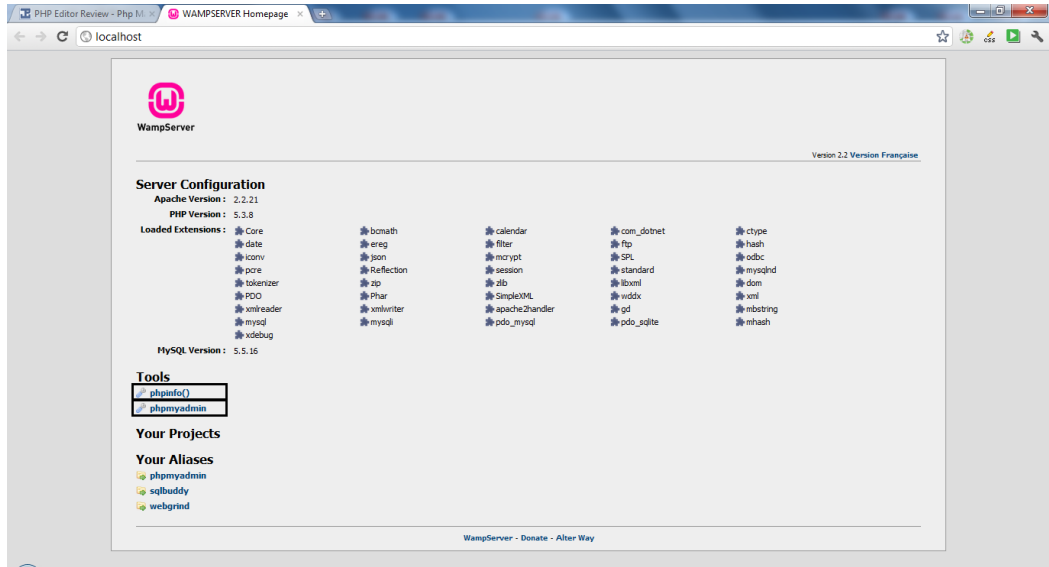 PHP Editor Review - Php M
WAMPSERVER Homepage
localhost
css
WampServer
Version 2.2 Version Française
Server Configuration
Apache Version : 2.2.21
PHP Version : 5.3.8
Loaded Extensions : Core bcmath calendar com_dotnet ctype
date ereg filter ftp hash
iconv json mcrypt SPL odbc
pcre Reflection session standard mysqlnd
tokenizer zip zlib libxml dom
PDO Phar SimpleXML wddx xml
xmlreader xmlwriter apache2handler gd mbstring
mysql mysqli pdo_mysql pdo_sqlite mhash
xdebug
MySQL Version : 5.5.16
Tools
phpinfo()
phpmyadmin
Your Projects
Your Aliases
phpmyadmin
sqlbuddy
webgrind
WampServer - Donate - Alter Way